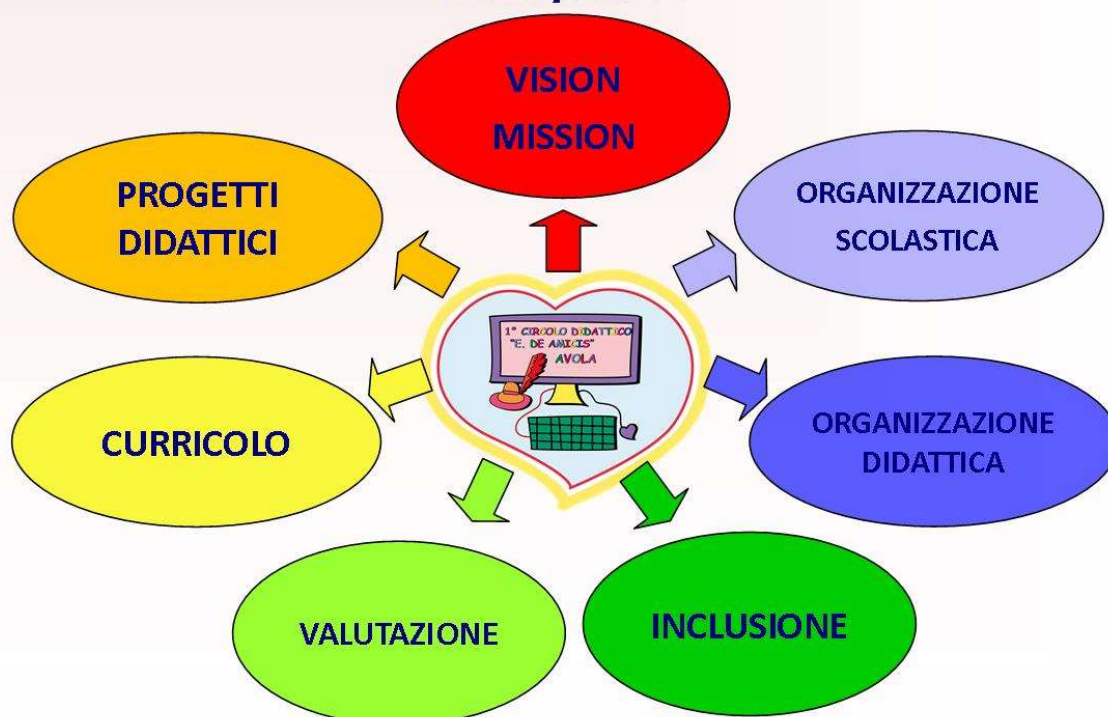 VISION
MISSION
PROGETTI
DIDATTICI
ORGANIZZAZIONE
SCOLASTICA
1° CIRCOLO DIDATTICO
"E. DE AMICIS"
AVOLA
CURRICOLO
ORGANIZZAZIONE
DIDATTICA
VALUTAZIONE
INCLUSIONE